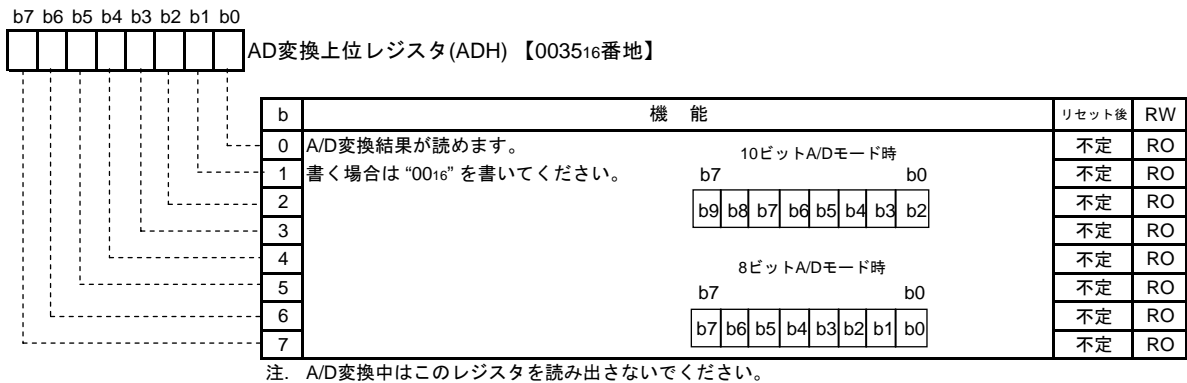 b7 b6 b5 b4 b3 b2 b1 b0
AD変換上位レジスタ(ADH) 【003516番地】
b 機 能 リセット後 RW
0 A/D変換結果が読めます。 不定 RO
10ビットA/Dモード時
1 書く場合は “0016” を書いてください。 b7 b0 不定 RO
2 b9 b8 b7 b6 b5 b4 b3 b2 不定 RO
3 不定 RO
4 不定 RO
8ビットA/Dモード時
5 b7 b0 不定 RO
6 不定 RO
b7 b6 b5 b4 b3 b2 b1 b0
7 不定 RO
注. A/D変換中はこのレジスタを読み出さないでください。